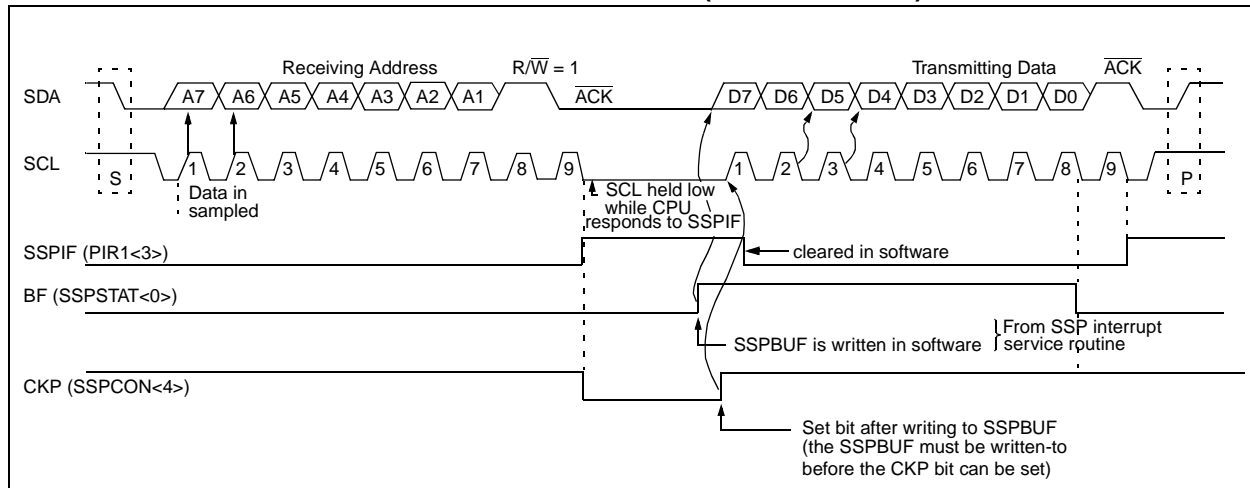 Receiving Address R/W̅ = 1 Transmitting Data A̅C̅K̅
SDA A7 A6 A5 A4 A3 A2 A1 A̅C̅K̅ D7 D6 D5 D4 D3 D2 D1 D0
SCL S 1 2 3 4 5 6 7 8 9 1 2 3 4 5 6 7 8 9 P
Data in
sampled
SCL held low
while CPU
responds to SSPIF
SSPIF (PIR1<3>)
cleared in software
BF (SSPSTAT<0>)
SSPBUF is written in software
From SSP interrupt
service routine
CKP (SSPCON<4>)
Set bit after writing to SSPBUF
(the SSPBUF must be written-to
before the CKP bit can be set)